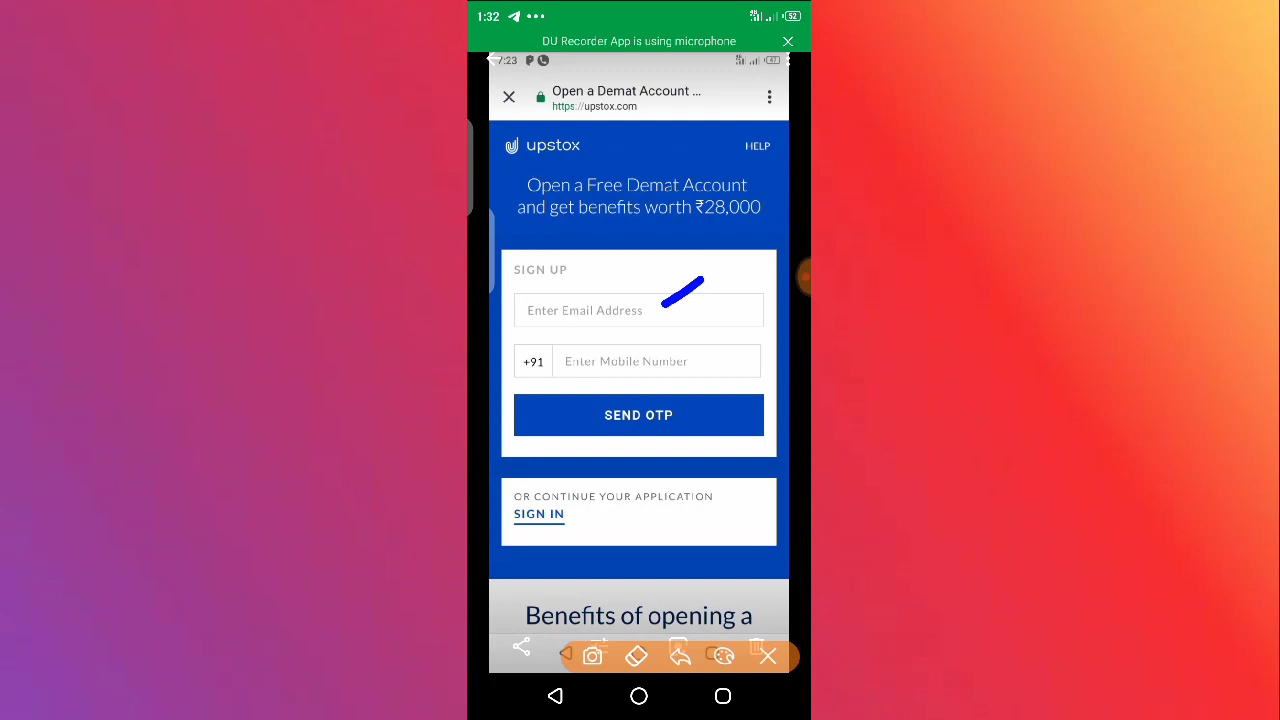 1:32
52
DU Recorder App is using microphone
7:23
47
Open a Demat Account ...
https://upstox.com
upstox
HELP
Open a Free Demat Account
and get benefits worth ₹28,000
SIGN UP
Enter Email Address
+91 Enter Mobile Number
SEND OTP
OR CONTINUE YOUR APPLICATION
SIGN IN
Benefits of opening a